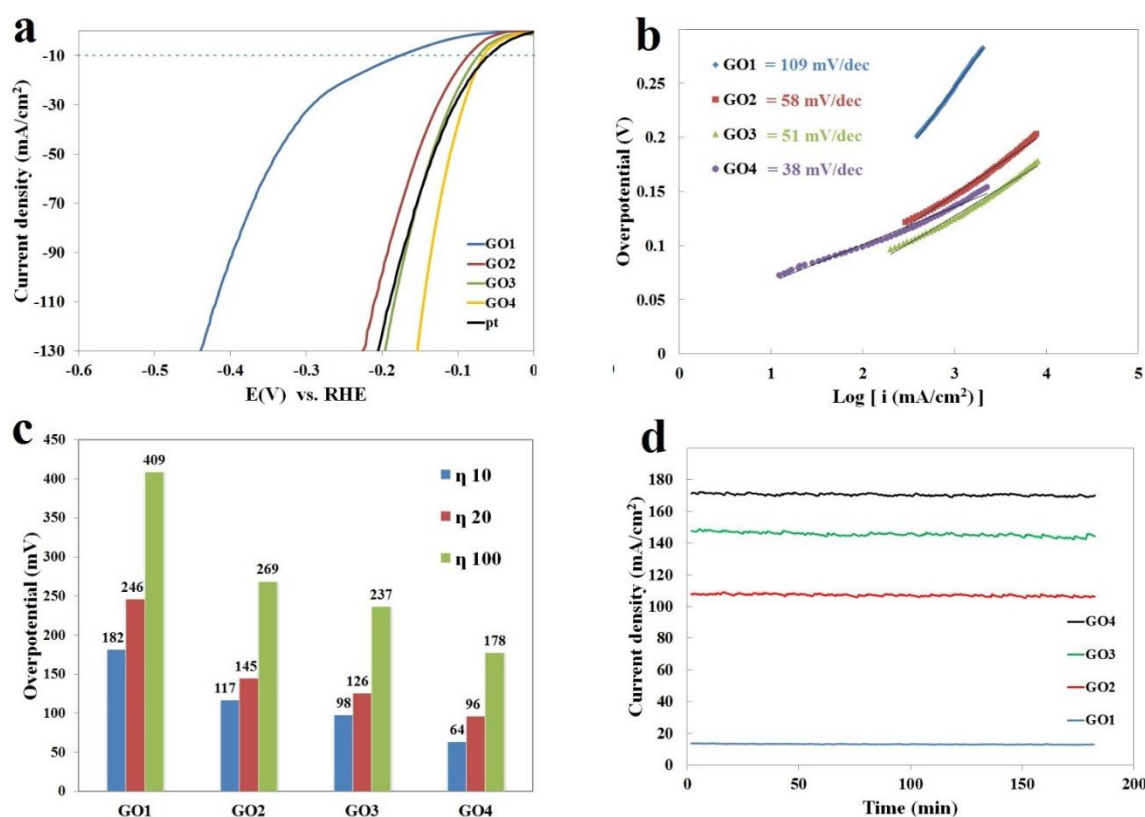 a
-10
-30
-50
-70
-90
-110
-130
Current density (mA/cm²)
-0.6
-0.5
-0.4
-0.3
-0.2
-0.1
0
E(V) vs. RHE
GO1
GO2
GO3
GO4
pt
b
0.25
0.2
0.15
0.1
0.05
0
Overpotential (V)
0
1
2
3
4
5
Log [ i (mA/cm²) ]
GO1 = 109 mV/dec
GO2 = 58 mV/dec
GO3 = 51 mV/dec
GO4 = 38 mV/dec
c
450
400
350
300
250
200
150
100
50
0
Overpotential (mV)
182
246
409
117
145
269
98
126
237
64
96
178
GO1
GO2
GO3
GO4
η 10
η 20
η 100
d
180
160
140
120
100
80
60
40
20
0
Current density (mA/cm²)
0
50
100
150
200
Time (min)
GO4
GO3
GO2
GO1